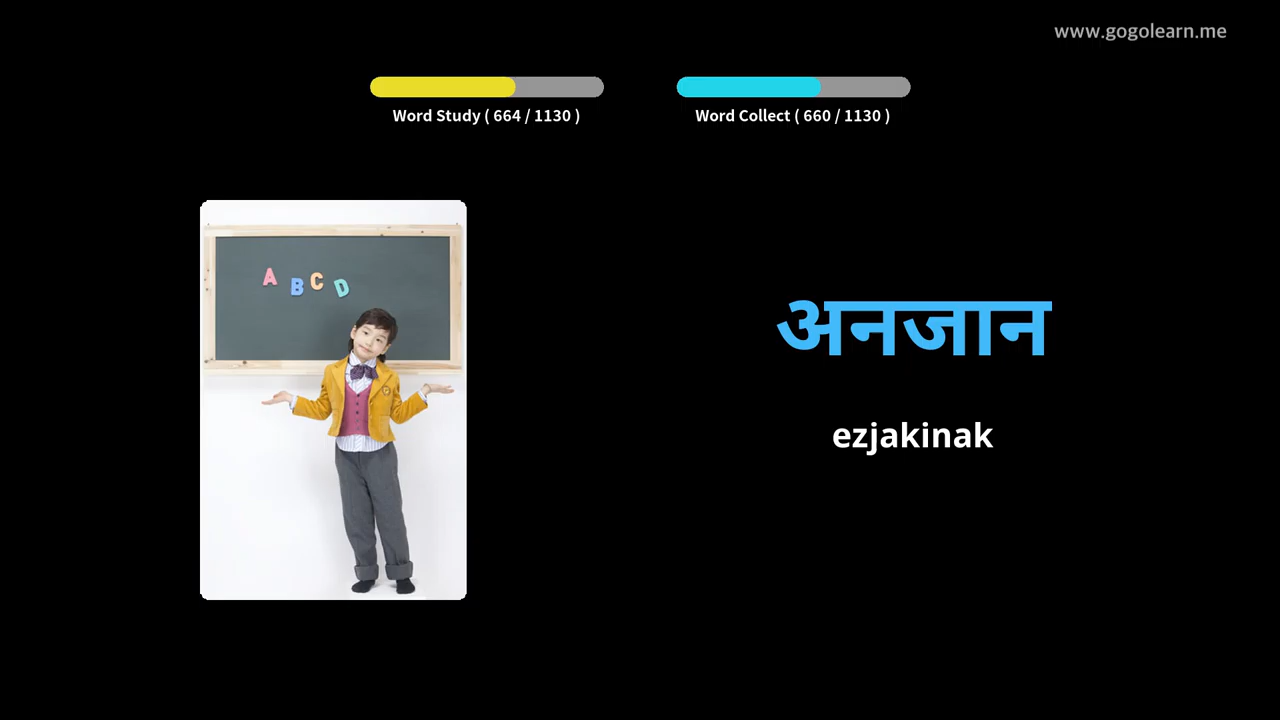 www.gogolearn.me
Word Study ( 664 / 1130 )
Word Collect ( 660 / 1130 )
A B C D
अनजान
ezjakinak